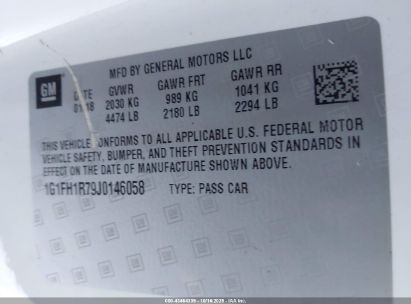 MFD BY GENERAL MOTORS LLC
GM
DATE GVWR GAWR FRT GAWR RR
01/18 2030 KG 989 KG 1041 KG
4474 LB 2180 LB 2294 LB
THIS VEHICLE CONFORMS TO ALL APPLICABLE U.S. FEDERAL MOTOR
VEHICLE SAFETY, BUMPER, AND THEFT PREVENTION STANDARDS IN
EFFECT ON THE DATE OF MANUFACTURE SHOWN ABOVE.
1G1FH1R79J0146058 TYPE: PASS CAR